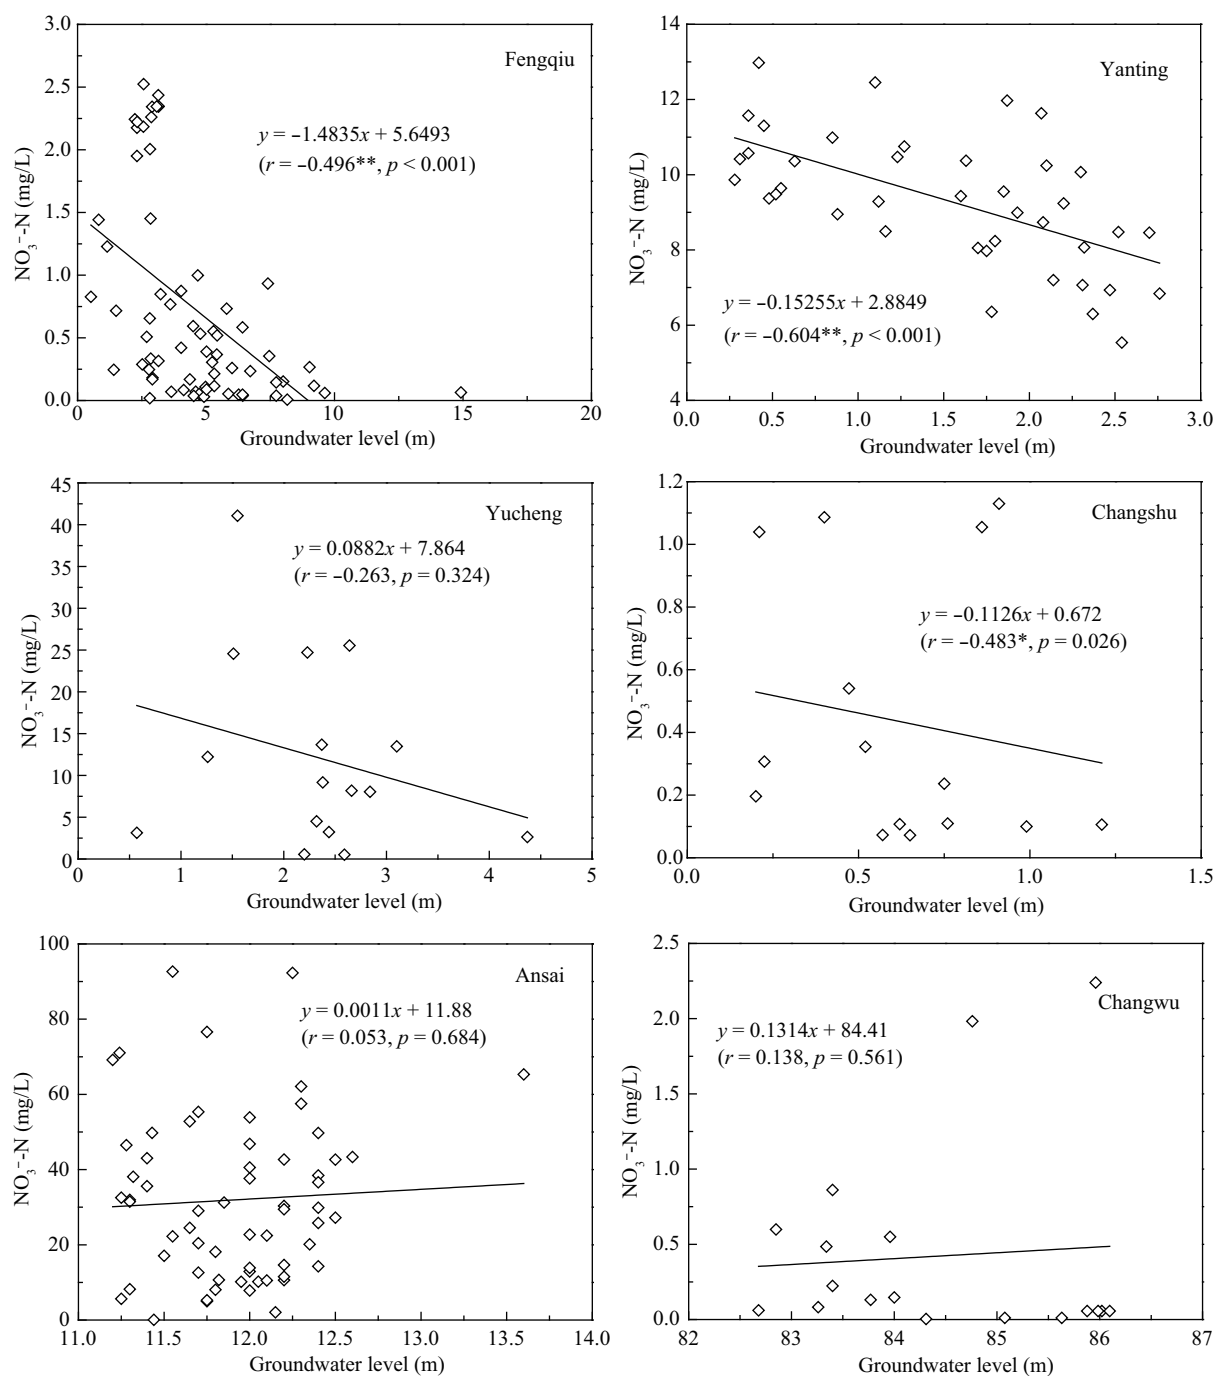 3.0
2.5
2.0
1.5
1.0
0.5
0.0
NO₃⁻-N (mg/L)
Fengqiu
y = −1.4835x + 5.6493
(r = −0.496**, p < 0.001)
0 5 10 15 20
Groundwater level (m)
14
12
10
8
6
4
NO₃⁻-N (mg/L)
Yanting
y = −0.15255x + 2.8849
(r = −0.604**, p < 0.001)
0.0 0.5 1.0 1.5 2.0 2.5 3.0
Groundwater level (m)
45
40
35
30
25
20
15
10
5
0
NO₃⁻-N (mg/L)
Yucheng
y = 0.0882x + 7.864
(r = −0.263, p = 0.324)
0 1 2 3 4 5
Groundwater level (m)
1.2
1.0
0.8
0.6
0.4
0.2
0.0
NO₃⁻-N (mg/L)
Changshu
y = −0.1126x + 0.672
(r = −0.483*, p = 0.026)
0.0 0.5 1.0 1.5
Groundwater level (m)
100
80
60
40
20
0
NO₃⁻-N (mg/L)
Ansai
y = 0.0011x + 11.88
(r = 0.053, p = 0.684)
11.0 11.5 12.0 12.5 13.0 13.5 14.0
Groundwater level (m)
2.5
2.0
1.5
1.0
0.5
0.0
NO₃⁻-N (mg/L)
Changwu
y = 0.1314x + 84.41
(r = 0.138, p = 0.561)
82 83 84 85 86 87
Groundwater level (m)